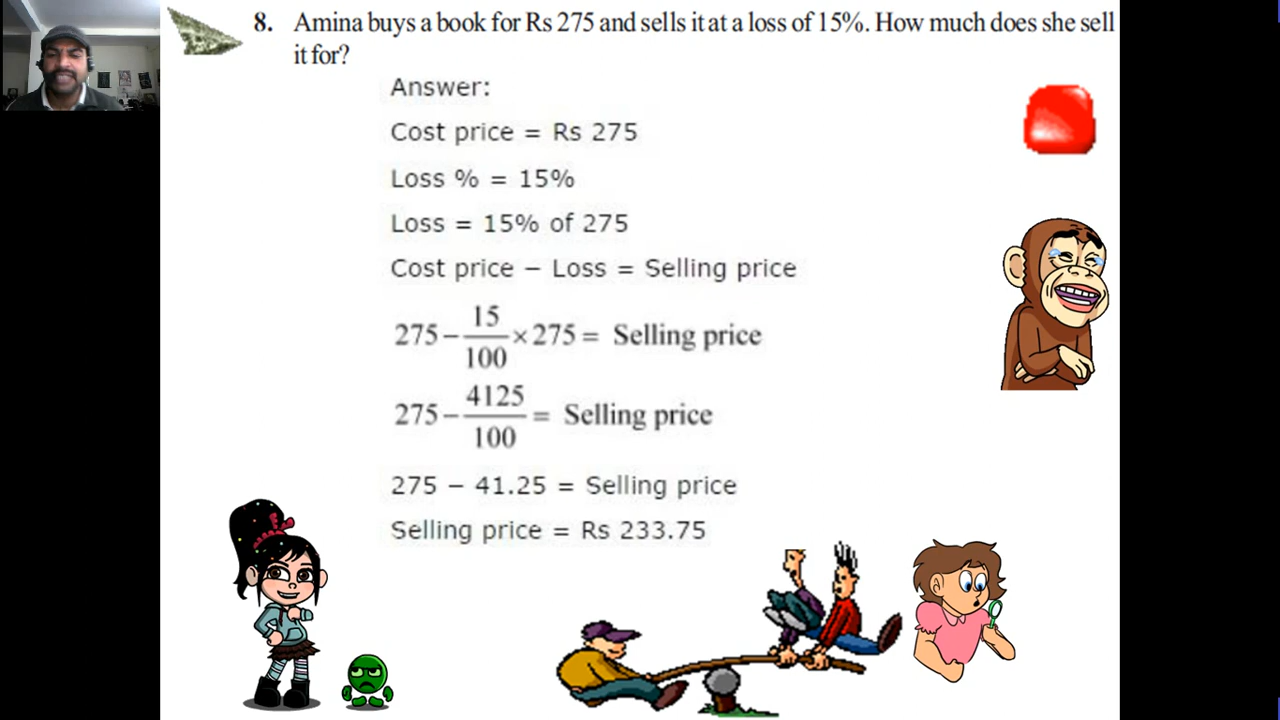 8. Amina buys a book for Rs 275 and sells it at a loss of 15%. How much does she sell
it for?
Answer:
Cost price = Rs 275
Loss % = 15%
Loss = 15% of 275
Cost price − Loss = Selling price
275 − 15/100 × 275 = Selling price
275 − 4125/100 = Selling price
275 − 41.25 = Selling price
Selling price = Rs 233.75